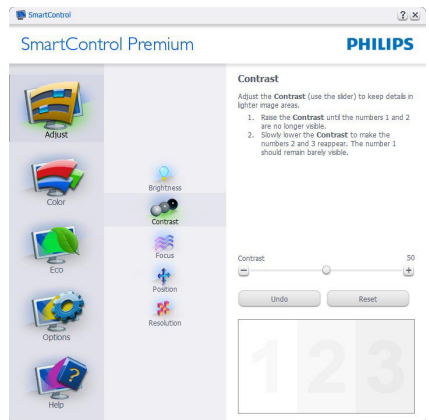 SmartControl
SmartControl Premium
PHILIPS
Adjust
Color
Eco
Options
Help
Brightness
Contrast
Focus
Position
Resolution
Contrast
Adjust the Contrast (use the slider) to keep details in
lighter image areas.
1. Raise the Contrast until the numbers 1 and 2
are no longer visible.
2. Slowly lower the Contrast to make the
numbers 2 and 3 reappear. The number 1
should remain barely visible.
Contrast 50
Undo Reset
1 2 3